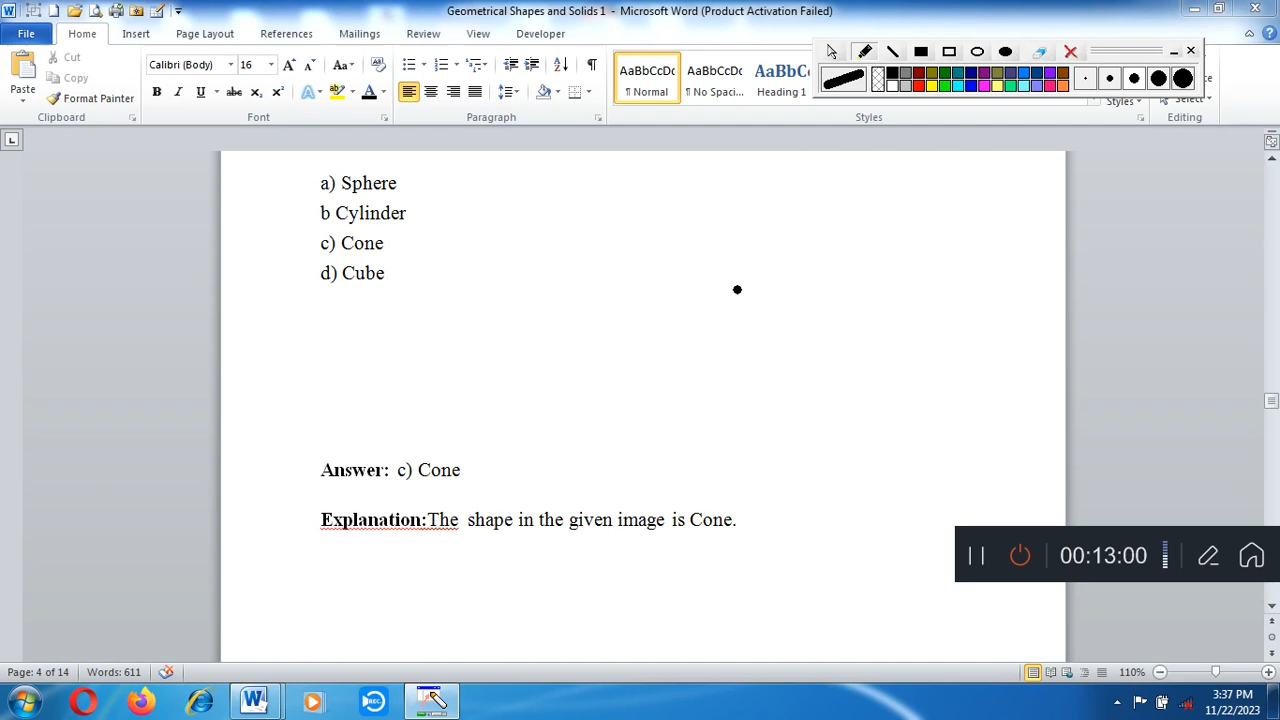 Geometrical Shapes and Solids 1 - Microsoft Word (Product Activation Failed)
File Home Insert Page Layout References Mailings Review View Developer
Cut
Copy
Format Painter
Paste
Clipboard
Calibri (Body) 16
Font
Paragraph
AaBbCcDc AaBbCcDc AaBbCc
¶ Normal ¶ No Spaci... Heading 1
Styles
Styles
Select
Editing
a) Sphere
b Cylinder
c) Cone
d) Cube
Answer: c) Cone
Explanation:The shape in the given image is Cone.
00:13:00
Page: 4 of 14 Words: 611 110%
REC
3:37 PM
11/22/2023